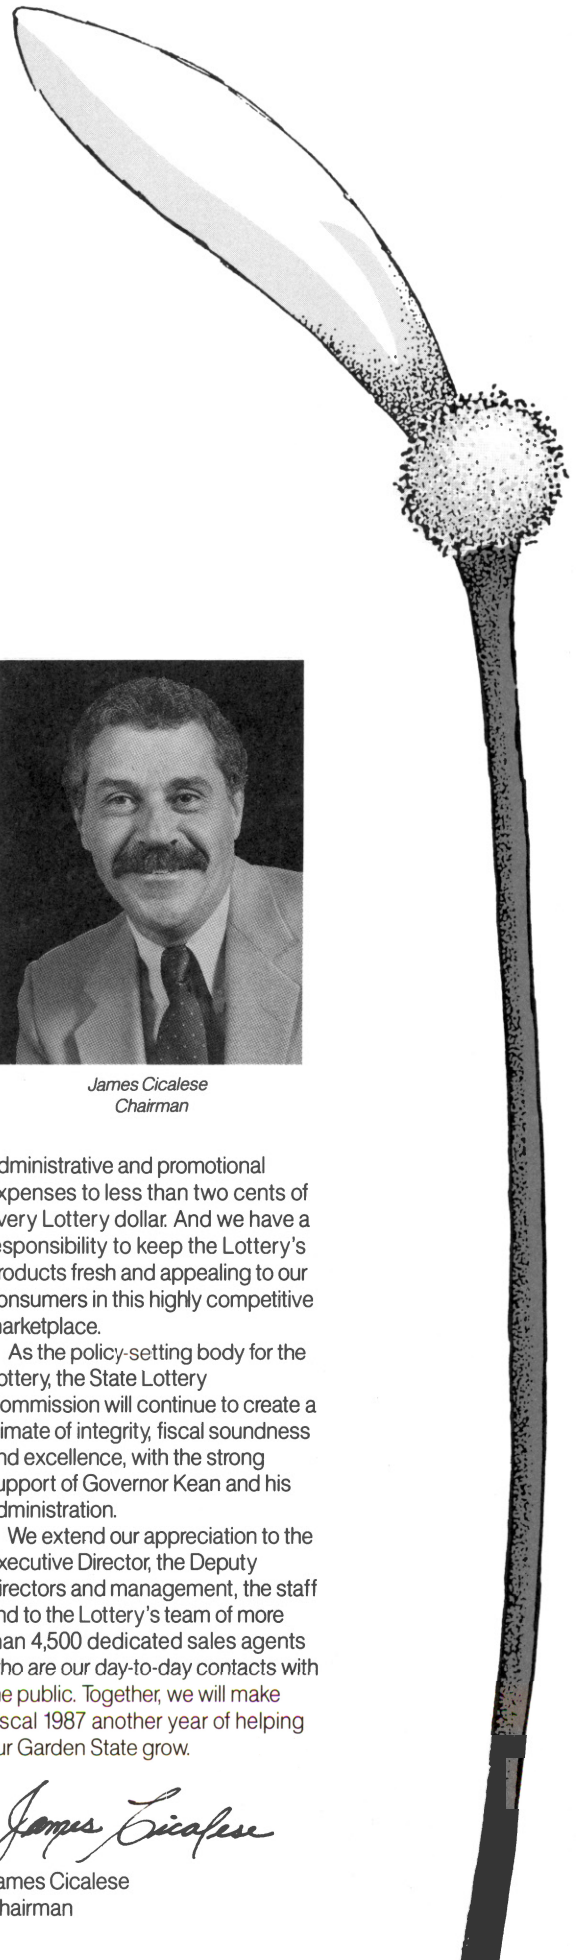 James Cicalese
Chairman
dministrative and promotional
xpenses to less than two cents of
very Lottery dollar. And we have a
esponsibility to keep the Lottery's
roducts fresh and appealing to our
onsumers in this highly competitive
arketplace.
As the policy-setting body for the
ottery, the State Lottery
ommission will continue to create a
imate of integrity, fiscal soundness
nd excellence, with the strong
upport of Governor Kean and his
dministration.
We extend our appreciation to the
xecutive Director, the Deputy
irectors and management, the staff
nd to the Lottery's team of more
an 4,500 dedicated sales agents
ho are our day-to-day contacts with
e public. Together, we will make
scal 1987 another year of helping
ur Garden State grow.
James Cicalese
ames Cicalese
hairman